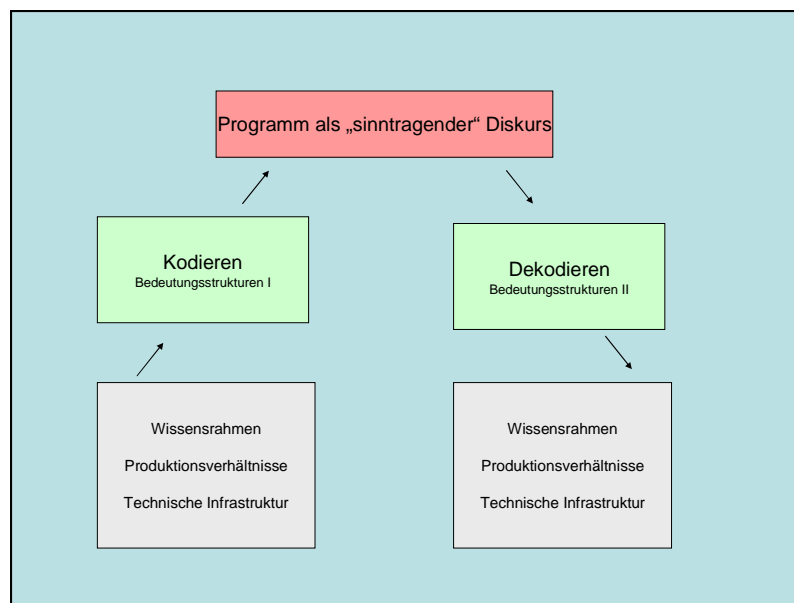 Programm als „sinntragender“ Diskurs
Kodieren
Bedeutungsstrukturen I
Dekodieren
Bedeutungsstrukturen II
Wissensrahmen
Produktionsverhältnisse
Technische Infrastruktur
Wissensrahmen
Produktionsverhältnisse
Technische Infrastruktur